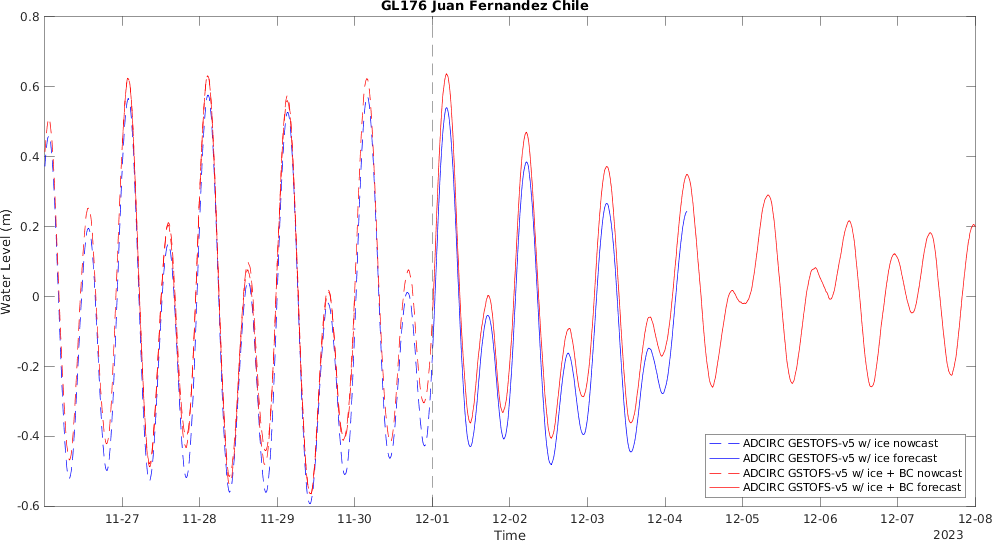 GL176 Juan Fernandez Chile
0.8
0.6
0.4
0.2
0
-0.2
-0.4
-0.6
Water Level (m)
ADCIRC GESTOFS-v5 w/ ice nowcast
ADCIRC GESTOFS-v5 w/ ice forecast
ADCIRC GSTOFS-v5 w/ ice + BC nowcast
ADCIRC GSTOFS-v5 w/ ice + BC forecast
11-27 11-28 11-29 11-30 12-01 12-02 12-03 12-04 12-05 12-06 12-07 12-08
Time
2023